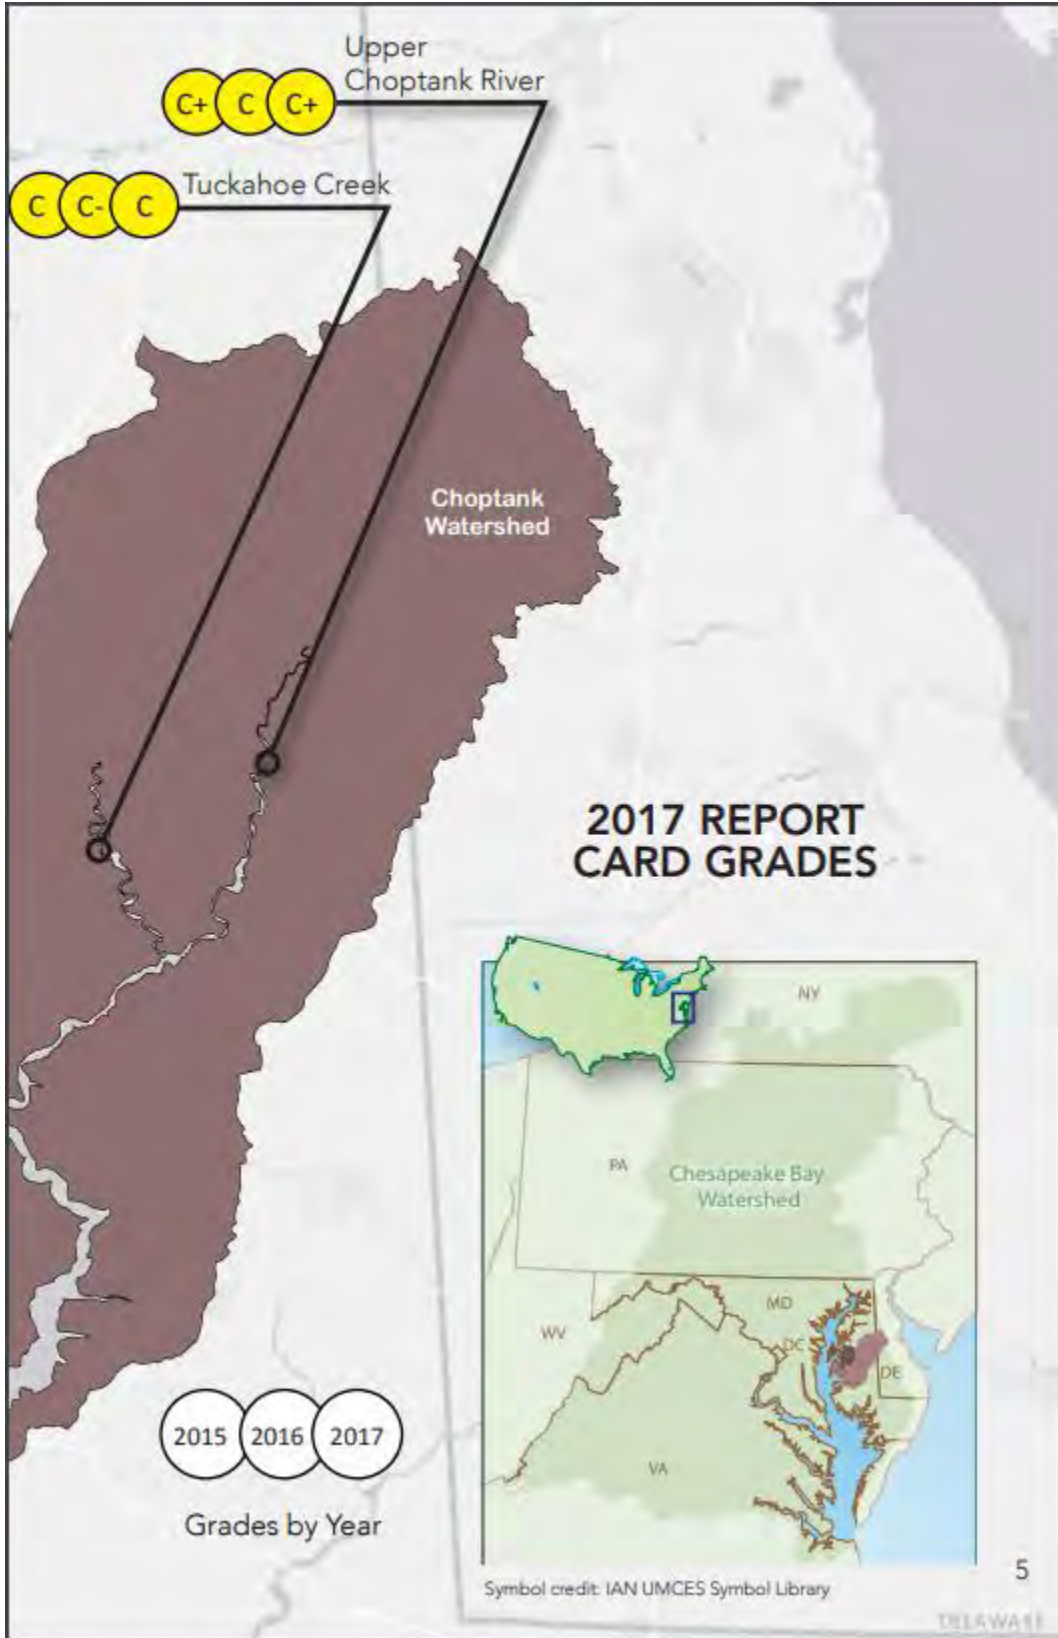 Upper
Choptank River
C+ C C+
Tuckahoe Creek
C C- C
Choptank
Watershed
2017 REPORT
CARD GRADES
NY
PA
Chesapeake Bay
Watershed
MD
WV
DC
DE
VA
2015 2016 2017
Grades by Year
Symbol credit: IAN UMCES Symbol Library
5
DELAWARE